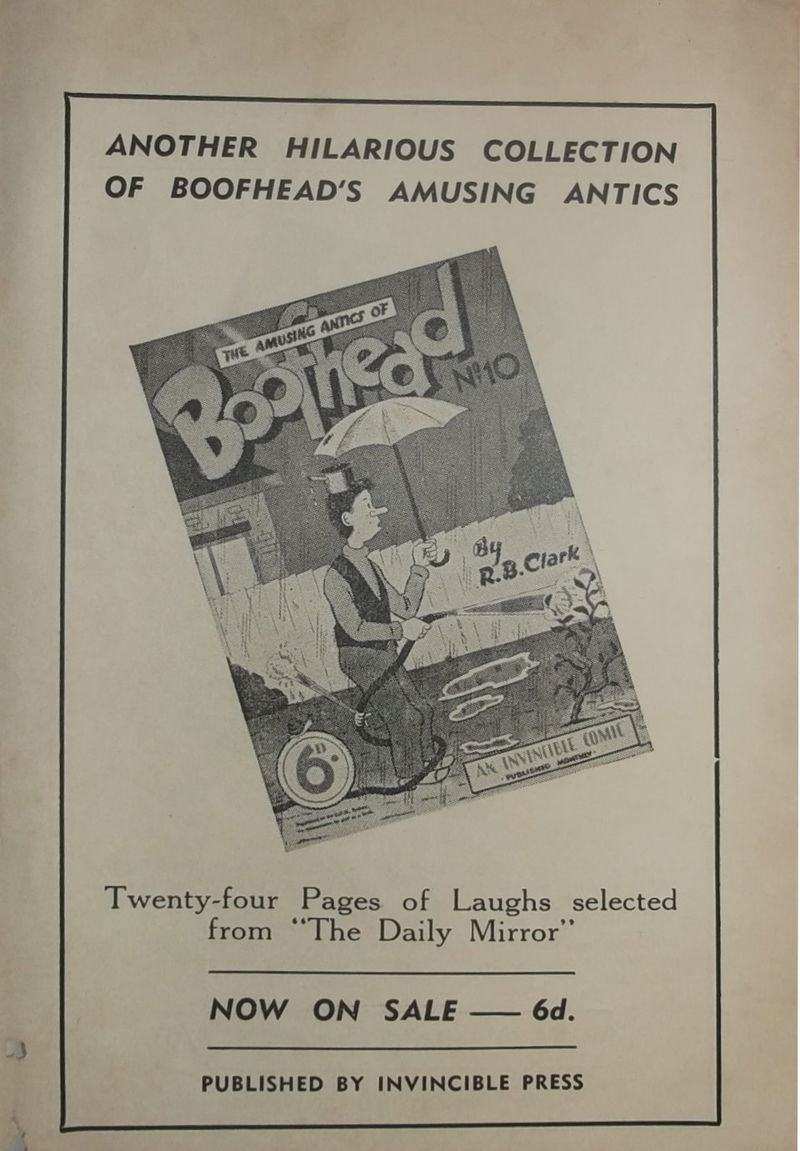 ANOTHER HILARIOUS COLLECTION
OF BOOFHEAD'S AMUSING ANTICS
THE AMUSING ANTICS OF
Boofhead
Nº10
By
R.B.Clark
6D.
AN INVINCIBLE COMIC
· PUBLISHED MONTHLY ·
Twenty-four Pages of Laughs selected
from "The Daily Mirror"
NOW ON SALE — 6d.
PUBLISHED BY INVINCIBLE PRESS